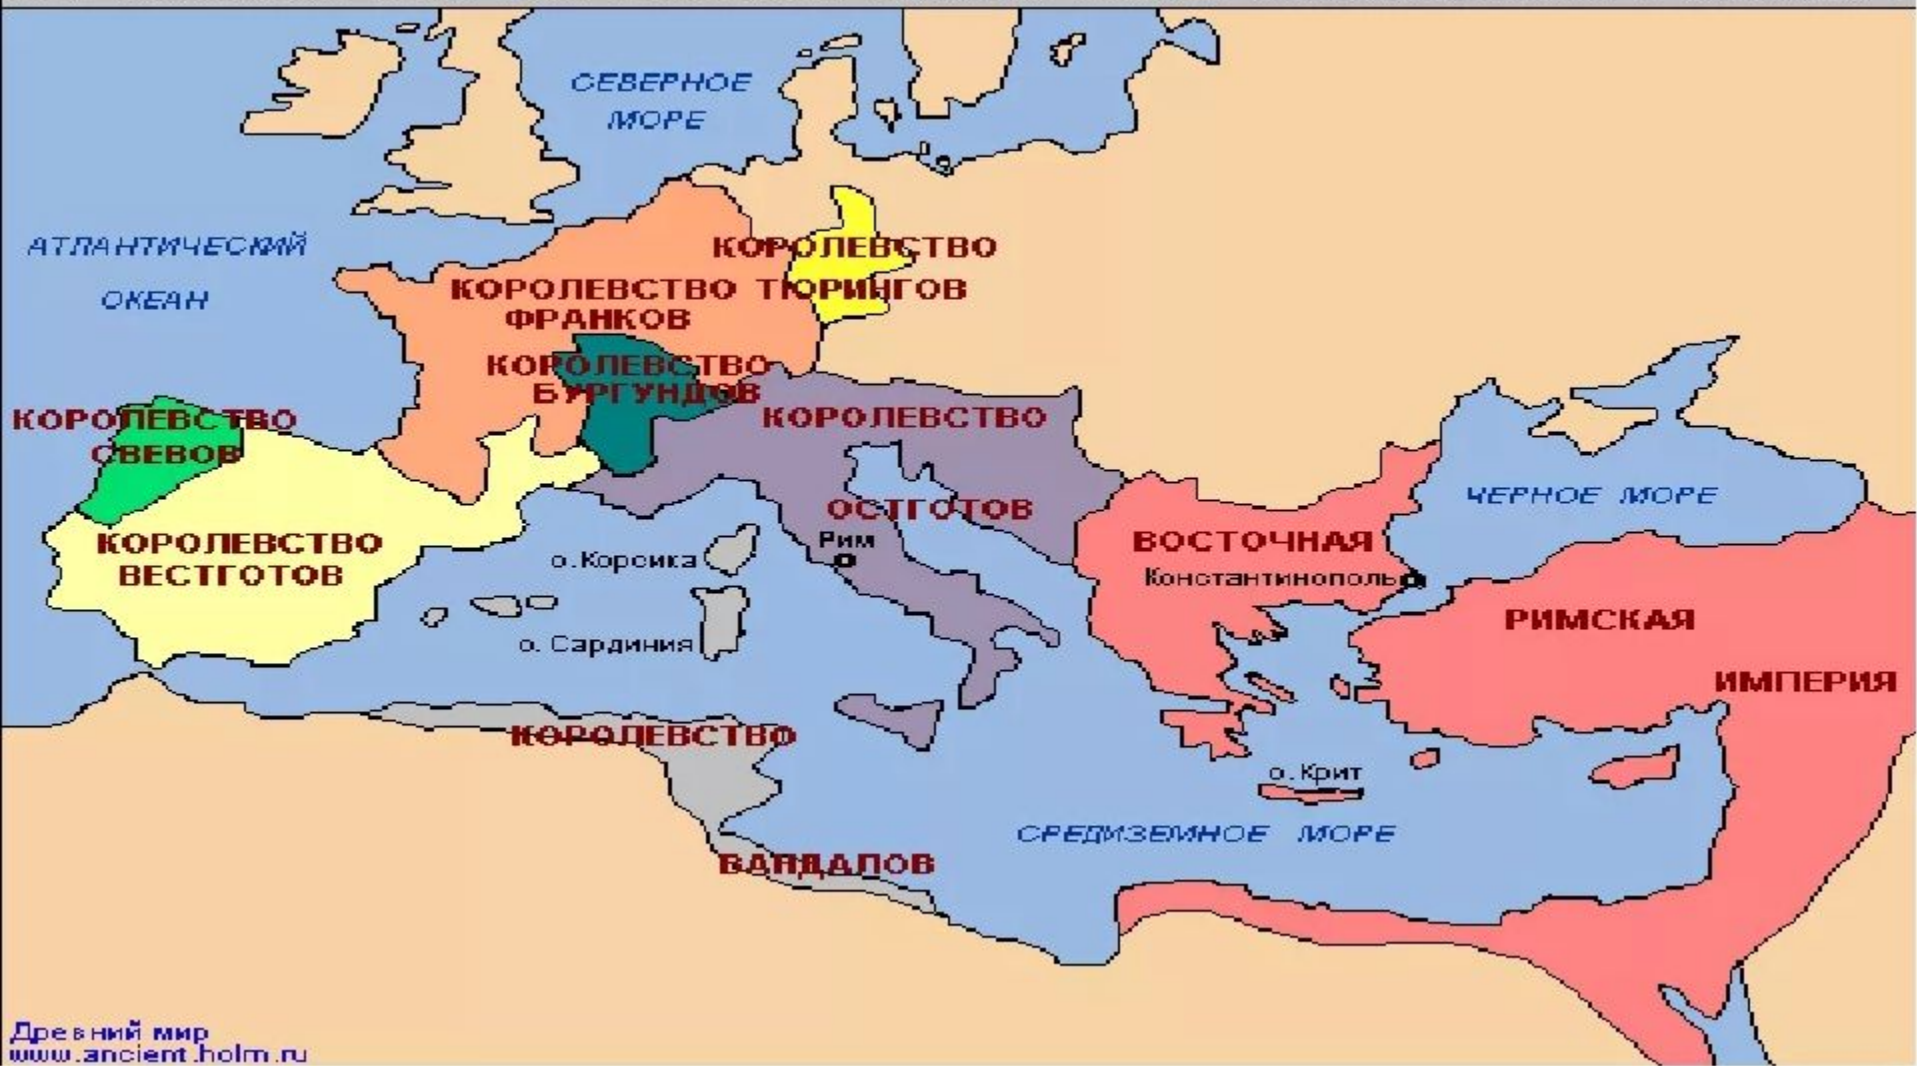 СЕВЕРНОЕ
МОРЕ
АТЛАНТИЧЕСКИЙ
ОКЕАН
КОРОЛЕВСТВО
ТЮРИНГОВ
КОРОЛЕВСТВО
ФРАНКОВ
КОРОЛЕВСТВО
БУРГУНДОВ
КОРОЛЕВСТВО
СВЕВОВ
КОРОЛЕВСТВО
ОСТГОТОВ
ЧЕРНОЕ МОРЕ
КОРОЛЕВСТВО
ВЕСТГОТОВ
Рим
о.Корсика
о. Сардиния
ВОСТОЧНАЯ
Константинополь
РИМСКАЯ
ИМПЕРИЯ
КОРОЛЕВСТВО
ВАНДАЛОВ
о. Крит
СРЕДИЗЕМНОЕ МОРЕ
Древний мир
www.ancient.holm.ru